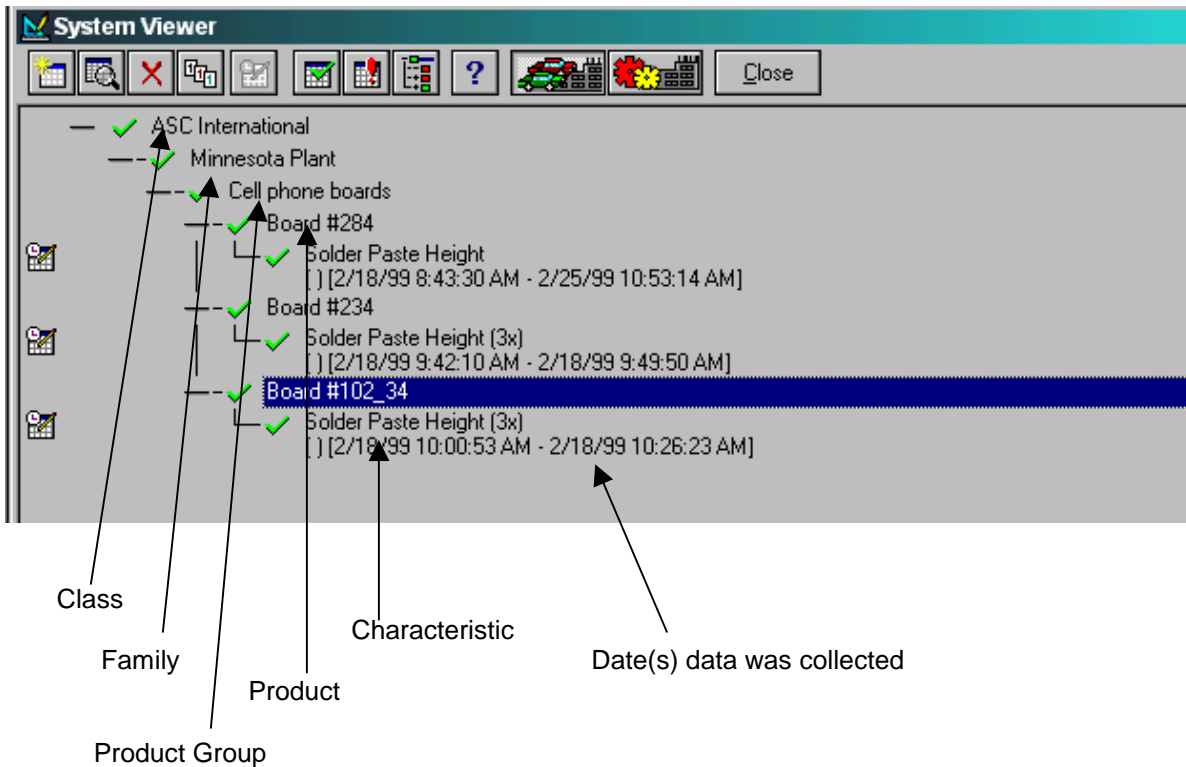 System Viewer
? Close
ASC International
Minnesota Plant
Cell phone boards
Board #284
Solder Paste Height
( ) [2/18/99 8:43:30 AM - 2/25/99 10:53:14 AM]
Board #234
Solder Paste Height (3x)
( ) [2/18/99 9:42:10 AM - 2/18/99 9:49:50 AM]
Board #102_34
Solder Paste Height (3x)
( ) [2/18/99 10:00:53 AM - 2/18/99 10:26:23 AM]
Class
Characteristic
Family
Date(s) data was collected
Product
Product Group